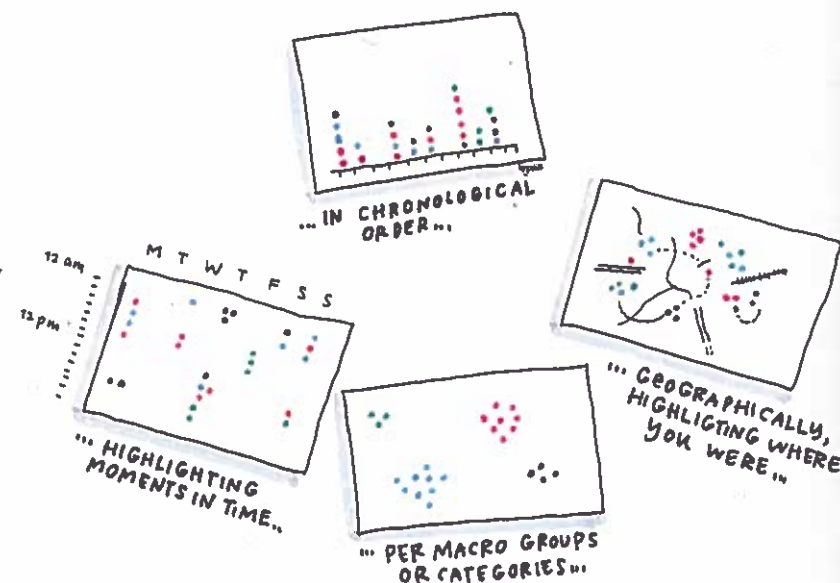 ... IN CHRONOLOGICAL
ORDER...
M T W T F S S
12 am
12 pm
... HIGHLIGHTING
MOMENTS IN TIME..
... GEOGRAPHICALLY,
HIGHLIGTING WHERE
YOU WERE...
... PER MACRO GROUPS
OR CATEGORIES...